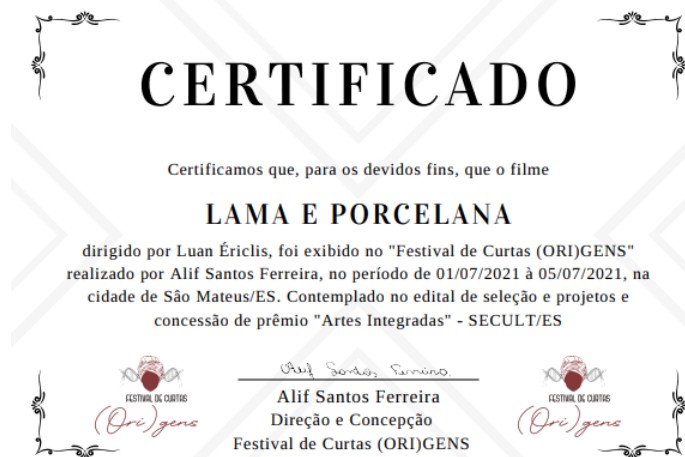 CERTIFICADO
Certificamos que, para os devidos fins, que o filme
LAMA E PORCELANA
dirigido por Luan Ériclis, foi exibido no "Festival de Curtas (ORI)GENS"
realizado por Alif Santos Ferreira, no período de 01/07/2021 à 05/07/2021, na
cidade de Sâo Mateus/ES. Contemplado no edital de seleção e projetos e
concessão de prêmio "Artes Integradas" - SECULT/ES
Alif Santos Ferreira
Alif Santos Ferreira
Direção e Concepção
Festival de Curtas (ORI)GENS
FESTIVAL DE CURTAS
(Ori)gens
FESTIVAL DE CURTAS
(Ori)gens